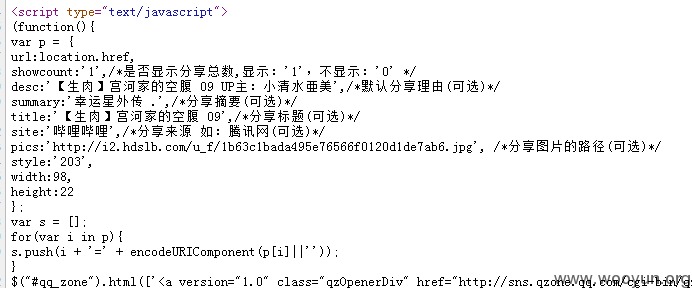 <script type="text/javascript">
(function(){
var p = {
url:location.href,
showcount:'1',/*是否显示分享总数,显示：'1'，不显示：'0' */
desc:'【生肉】宫河家的空腹 09 UP主：小清水亜美',/*默认分享理由(可选)*/
summary:'幸运星外传 .',/*分享摘要(可选)*/
title:'【生肉】宫河家的空腹 09',/*分享标题(可选)*/
site:'哔哩哔哩',/*分享来源 如：腾讯网(可选)*/
pics:'http://i2.hdslb.com/u_f/1b63c1bada495e76566f0120d1de7ab6.jpg', /*分享图片的路径(可选)*/
style:'203',
width:98,
height:22
};
var s = [];
for(var i in p){
s.push(i + '=' + encodeURIComponent(p[i]||''));
}
$("#qq_zone").html(['<a version="1.0" class="qzOpenerDiv" href="http://sns.qzone.qq.com/cgi-bin/q
www.wooyun.org